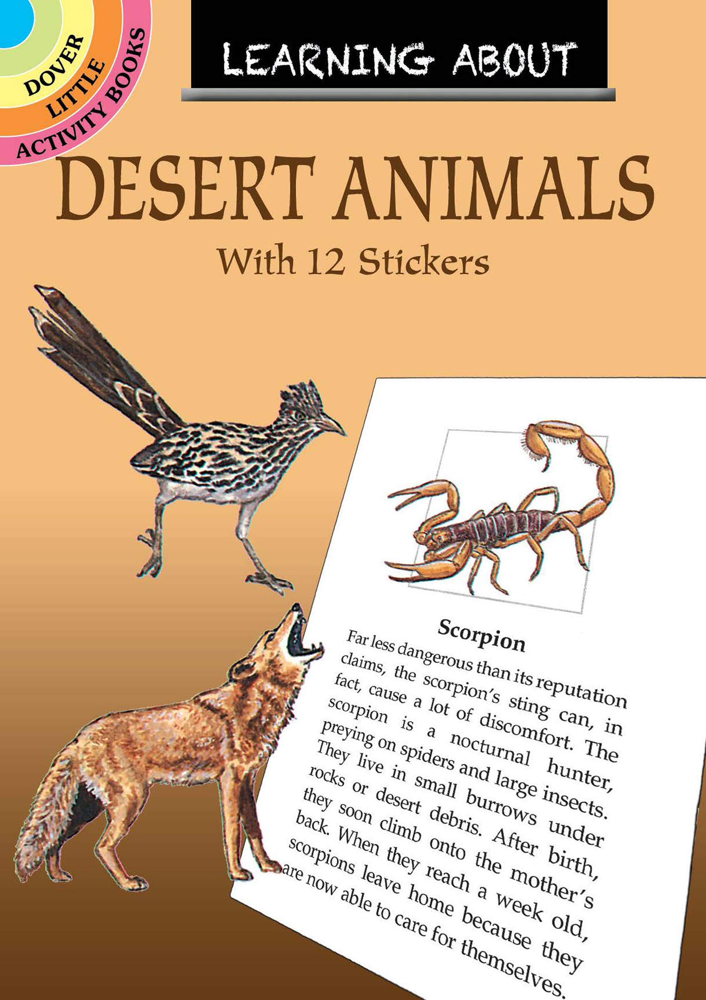 DOVER
LITTLE
ACTIVITY BOOKS
LEARNING ABOUT
DESERT ANIMALS
With 12 Stickers
Scorpion
Far less dangerous than its reputation
claims, the scorpion's sting can, in
fact, cause a lot of discomfort. The
scorpion is a nocturnal hunter,
preying on spiders and large insects.
They live in small burrows under
rocks or desert debris. After birth,
they soon climb onto the mother's
back. When they reach a week old,
scorpions leave home because they
are now able to care for themselves.